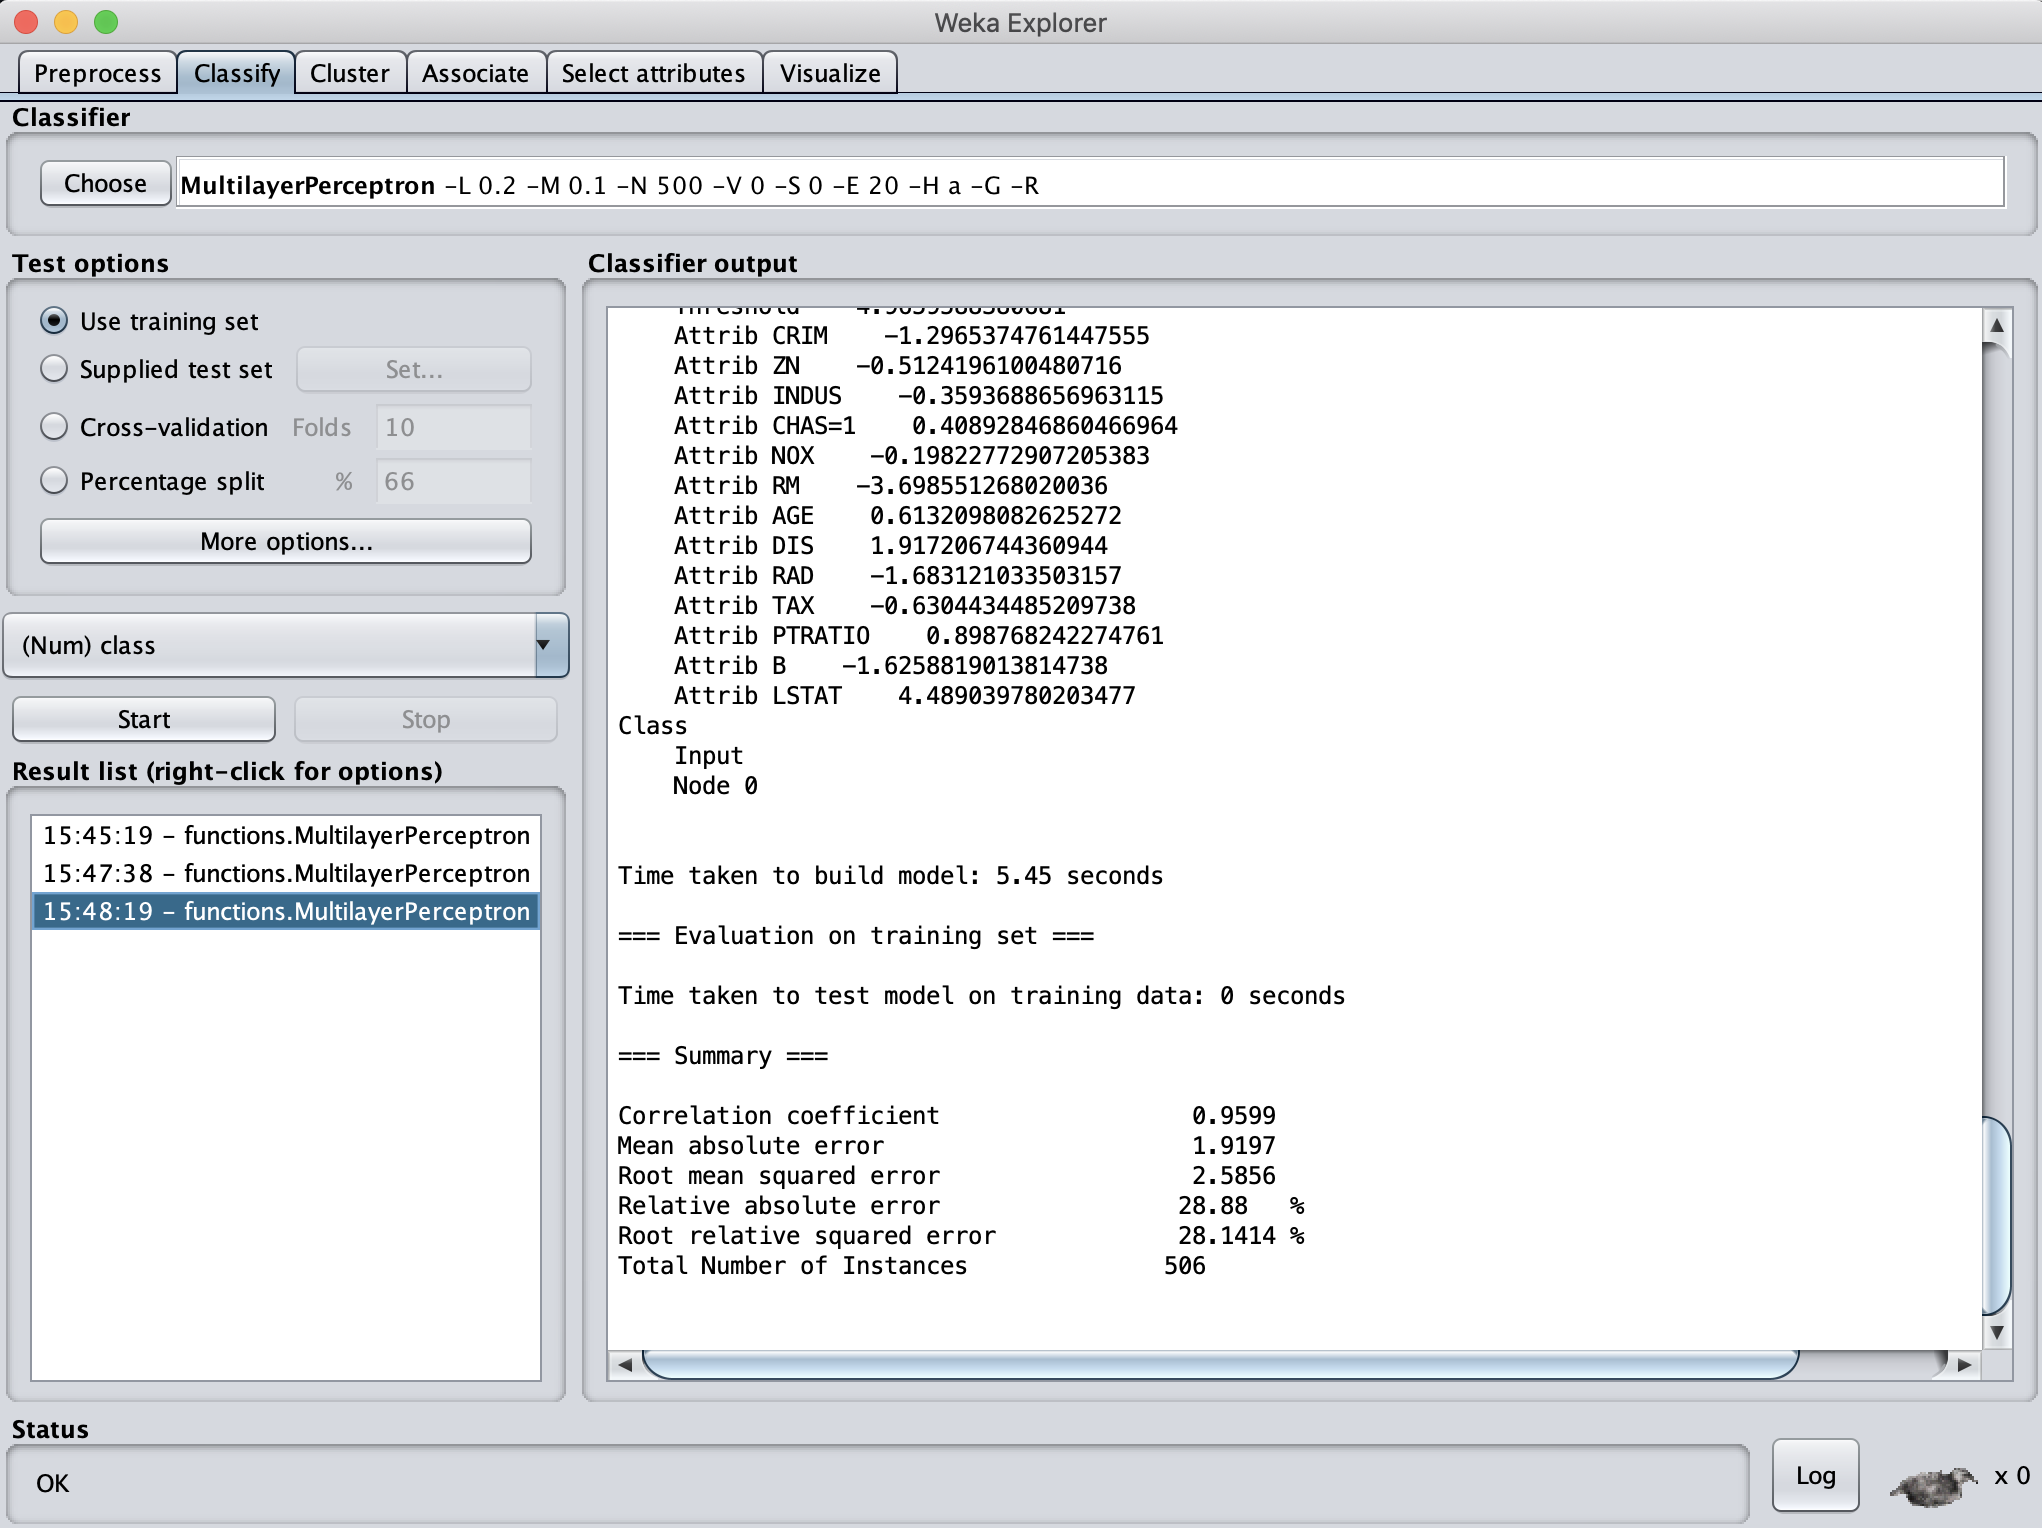 Weka Explorer
Preprocess Classify Cluster Associate Select attributes Visualize
Classifier
Choose MultilayerPerceptron -L 0.2 -M 0.1 -N 500 -V 0 -S 0 -E 20 -H a -G -R
Test options
Use training set
Supplied test set Set...
Cross-validation Folds 10
Percentage split % 66
More options...
(Num) class
Start Stop
Result list (right-click for options)
15:45:19 - functions.MultilayerPerceptron
15:47:38 - functions.MultilayerPerceptron
15:48:19 - functions.MultilayerPerceptron
Classifier output
Attrib CRIM -1.2965374761447555
Attrib ZN -0.5124196100480716
Attrib INDUS -0.3593688656963115
Attrib CHAS=1 0.40892846860466964
Attrib NOX -0.19822772907205383
Attrib RM -3.698551268020036
Attrib AGE 0.6132098082625272
Attrib DIS 1.917206744360944
Attrib RAD -1.683121033503157
Attrib TAX -0.6304434485209738
Attrib PTRATIO 0.898768242274761
Attrib B -1.6258819013814738
Attrib LSTAT 4.489039780203477
Class
Input
Node 0
Time taken to build model: 5.45 seconds
=== Evaluation on training set ===
Time taken to test model on training data: 0 seconds
=== Summary ===
Correlation coefficient 0.9599
Mean absolute error 1.9197
Root mean squared error 2.5856
Relative absolute error 28.88 %
Root relative squared error 28.1414 %
Total Number of Instances 506
Status
OK
Log x 0